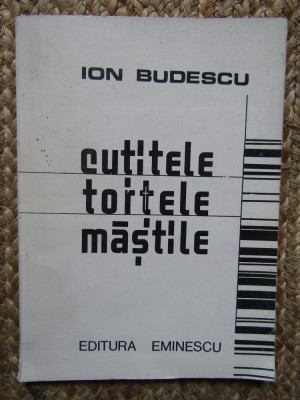 ION BUDESCU
cuțitele
torțele
măștile
EDITURA EMINESCU